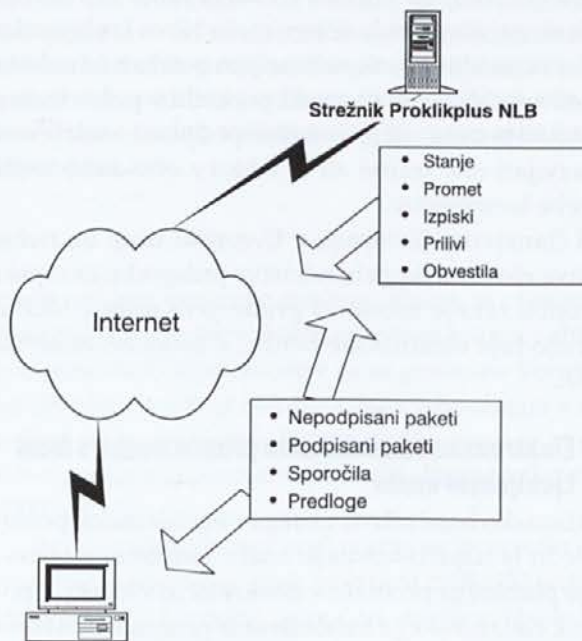 Strežnik Proklikplus NLB
• Stanje
• Promet
• Izpiski
• Prilivi
• Obvestila
Internet
• Nepodpisani paketi
• Podpisani paketi
• Sporočila
• Predloge